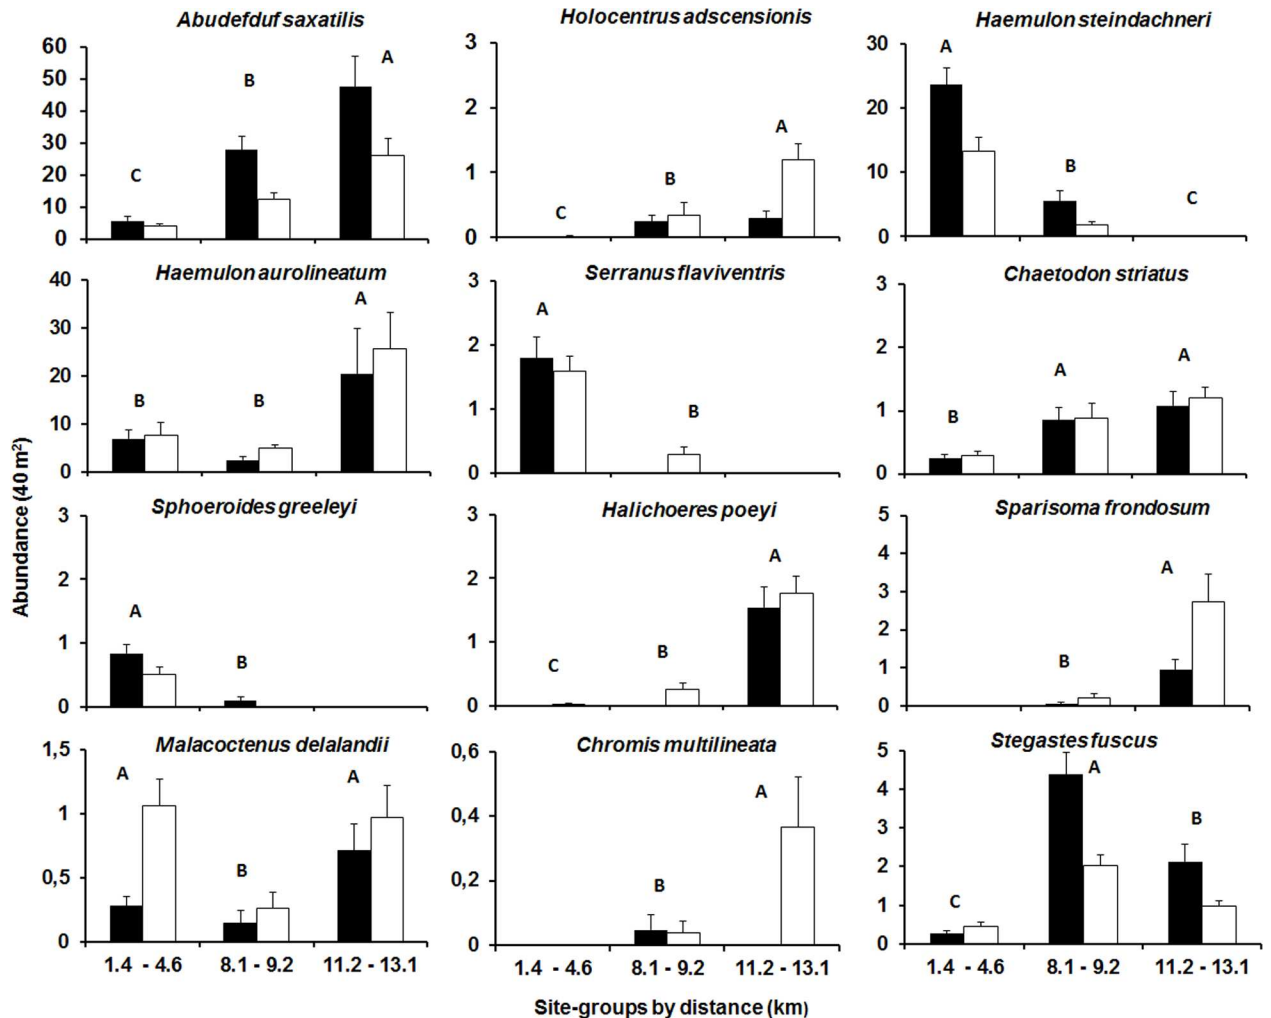 Abudefduf saxatilis
60
50
40
30
20
10
0
C
B
A
Holocentrus adscensionis
3
2
1
0
C
B
A
Haemulon steindachneri
30
20
10
0
A
B
C
Haemulon aurolineatum
40
30
20
10
0
B
B
A
Serranus flaviventris
3
2
1
0
A
B
Chaetodon striatus
3
2
1
0
B
A
A
Abundance (40 m²)
Sphoeroides greeleyi
3
2
1
0
A
B
Halichoeres poeyi
3
2
1
0
C
B
A
Sparisoma frondosum
5
4
3
2
1
0
B
A
Malacoctenus delalandii
1,5
1
0,5
0
A
B
A
1.4 - 4.6 8.1 - 9.2 11.2 - 13.1
Chromis multilineata
0,6
0,4
0,2
0
B
A
1.4 - 4.6 8.1 - 9.2 11.2 - 13.1
Stegastes fuscus
5
4
3
2
1
0
C
A
B
1.4 - 4.6 8.1 - 9.2 11.2 - 13.1
Site-groups by distance (km)